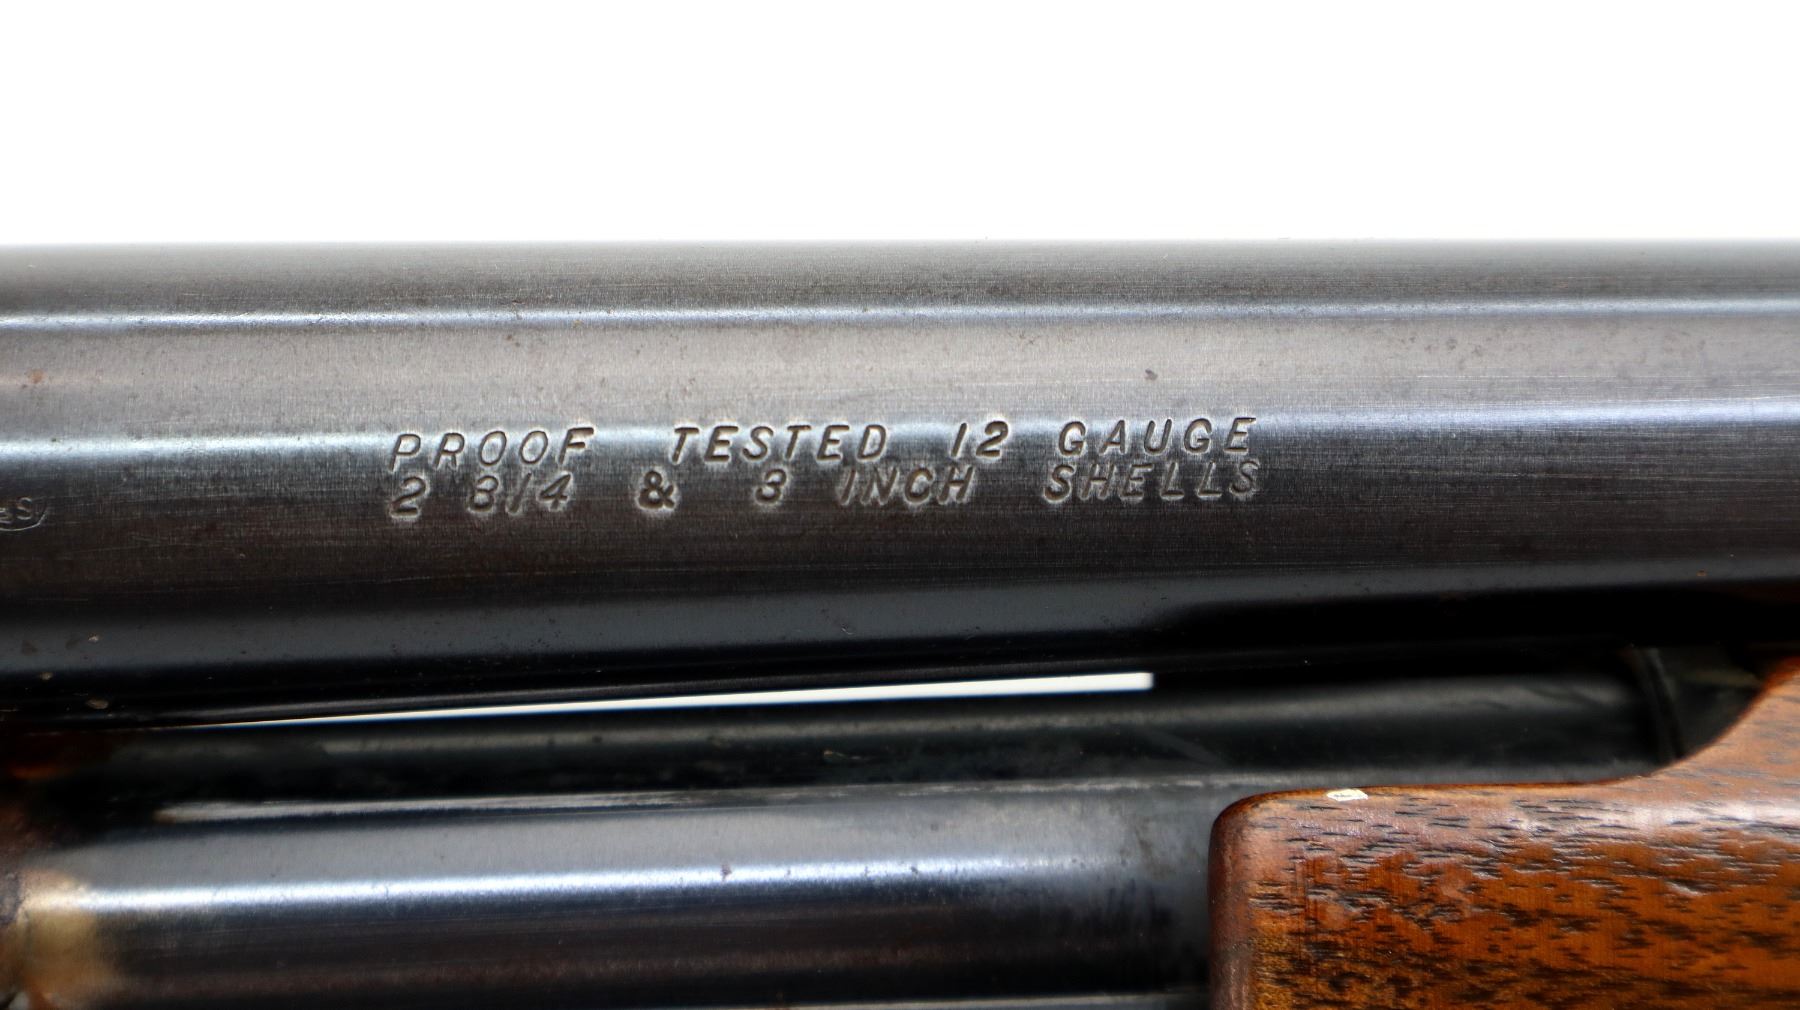 PROOF TESTED 12 GAUGE
2 3/4 & 3 INCH SHELLS